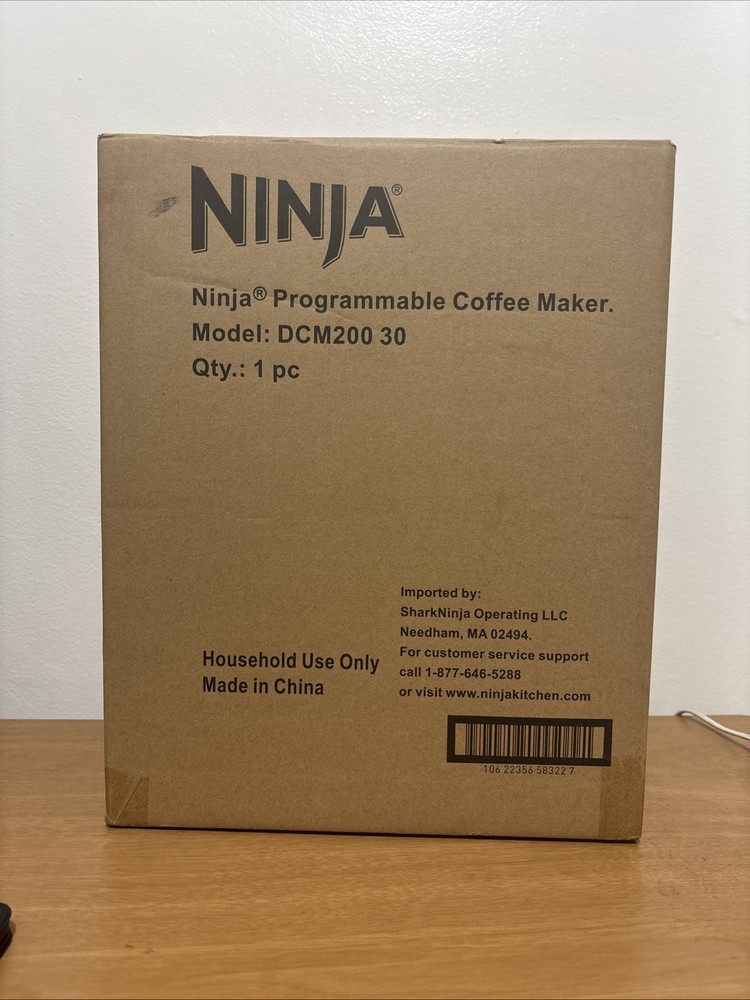 NINJA®
Ninja® Programmable Coffee Maker.
Model: DCM200 30
Qty.: 1 pc
Imported by:
SharkNinja Operating LLC
Needham, MA 02494.
For customer service support
call 1-877-646-5288
or visit www.ninjakitchen.com
Household Use Only
Made in China
106 22356 58322 7